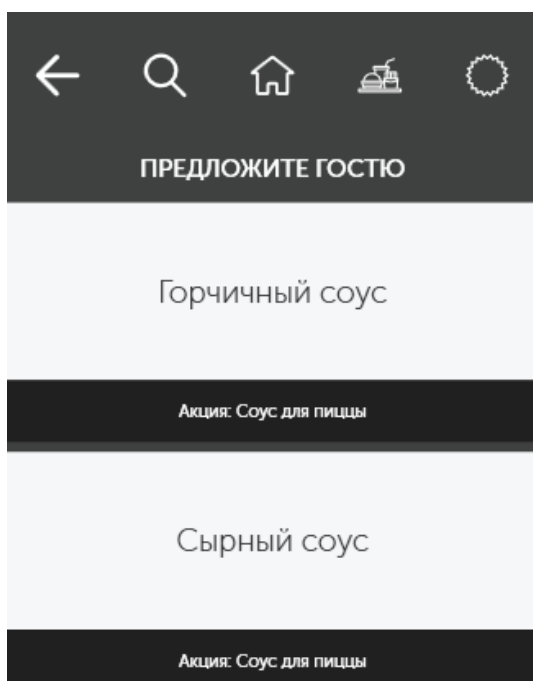 ПРЕДЛОЖИТЕ ГОСТЮ
Горчичный соус
Акция: Соус для пиццы
Сырный соус
Акция: Соус для пиццы